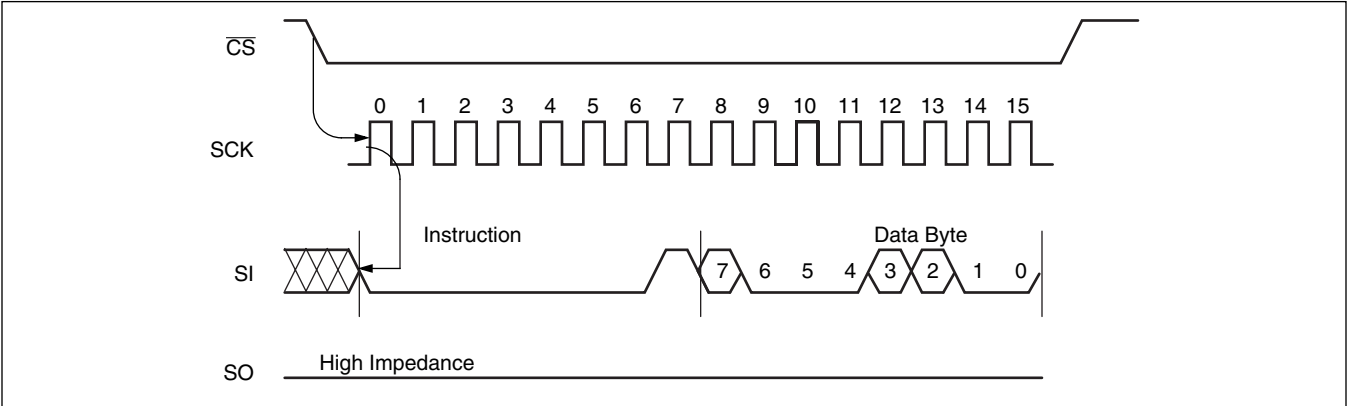 C̅S̅
0 1 2 3 4 5 6 7 8 9 10 11 12 13 14 15
SCK
Instruction
Data Byte
SI
7 6 5 4 3 2 1 0
High Impedance
SO